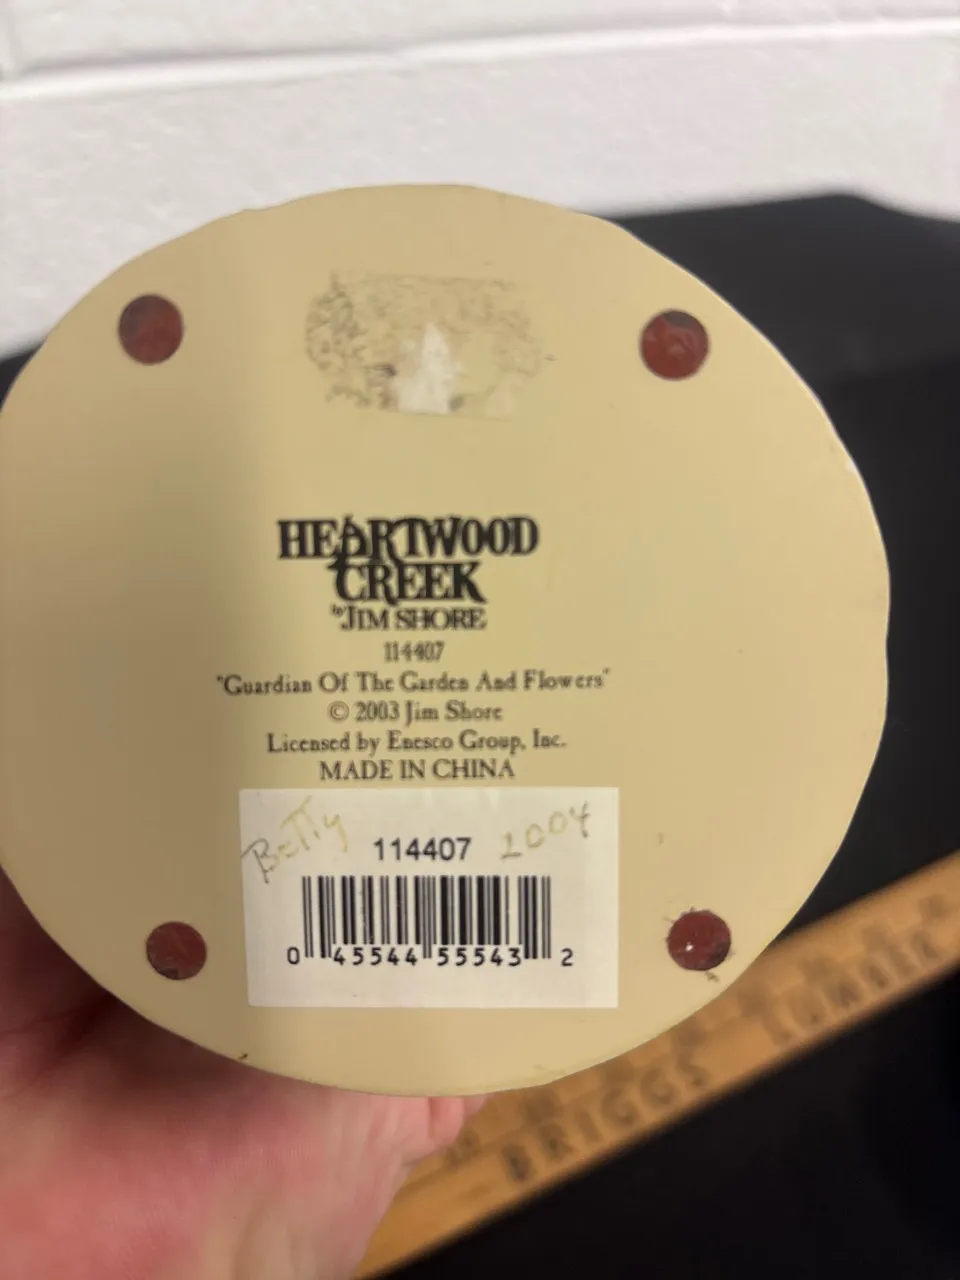 HEARTWOOD
CREEK
by JIM SHORE
114407
"Guardian Of The Garden And Flowers"
© 2003 Jim Shore
Licensed by Enesco Group, Inc.
MADE IN CHINA
Betty 114407 2004
0 45544 55543 2
BRIGGS LUMBER